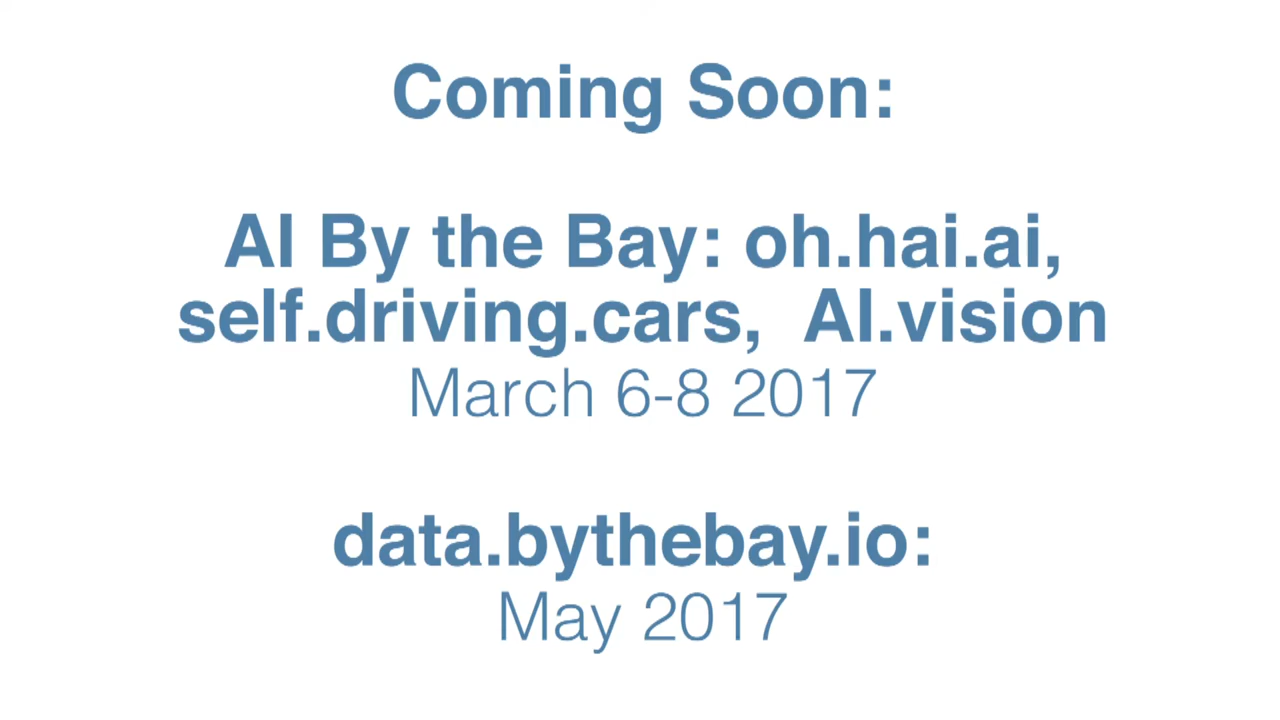 Coming Soon:
AI By the Bay: oh.hai.ai,
self.driving.cars,  AI.vision
March 6-8 2017
data.bythebay.io:
May 2017